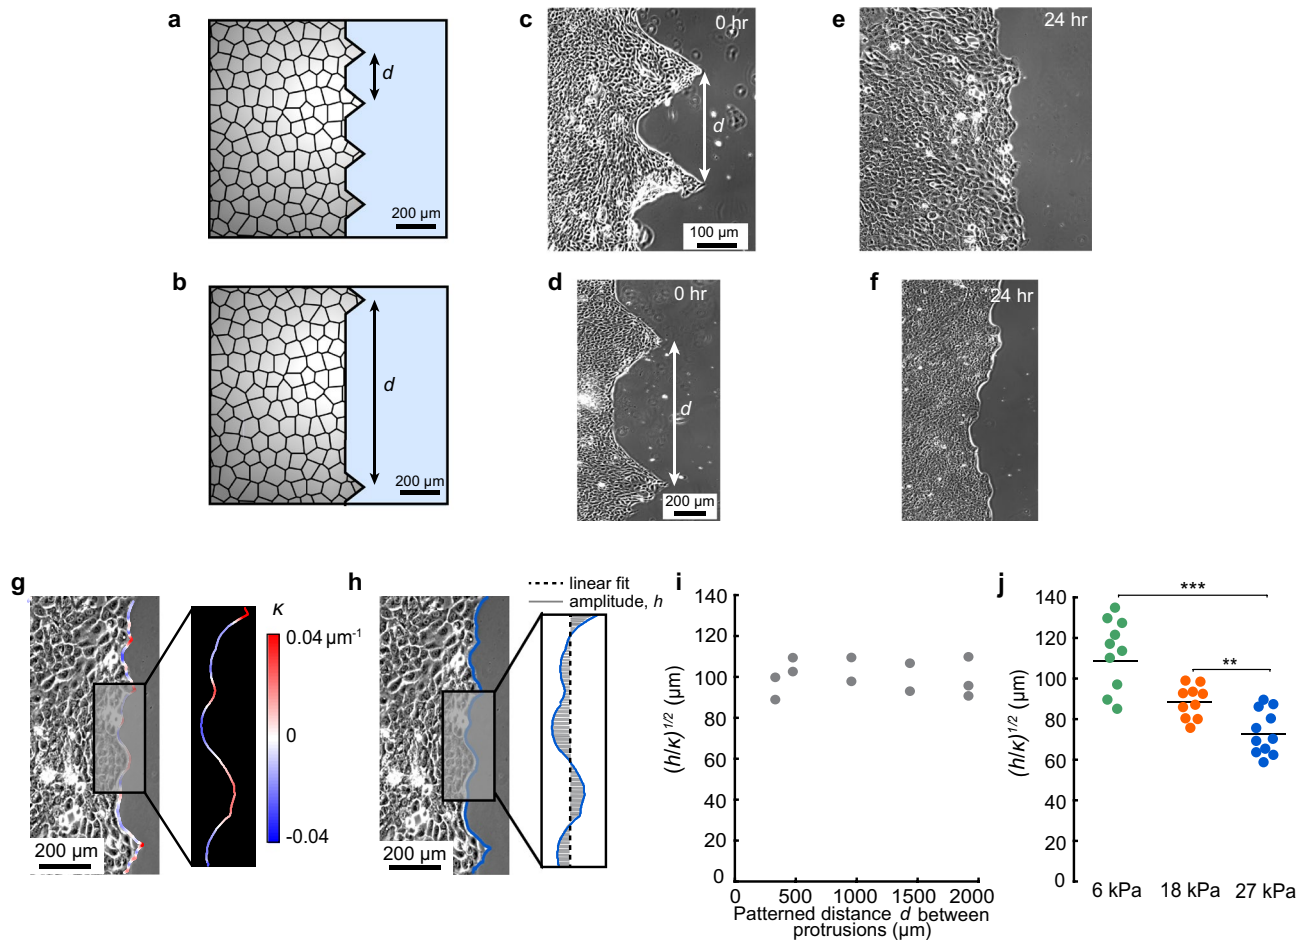 a
d
200 µm
b
d
200 µm
c
0 hr
d
100 µm
d
0 hr
d
200 µm
e
24 hr
f
24 hr
g
200 µm
κ
0.04 µm⁻¹
0
-0.04
h
linear fit
amplitude, h
200 µm
i
(h/κ)^1/2 (µm)
140
120
100
80
60
40
20
0
0 500 1000 1500 2000
Patterned distance d between
protrusions (µm)
j
(h/κ)^1/2 (µm)
140
120
100
80
60
40
20
0
***
**
6 kPa 18 kPa 27 kPa